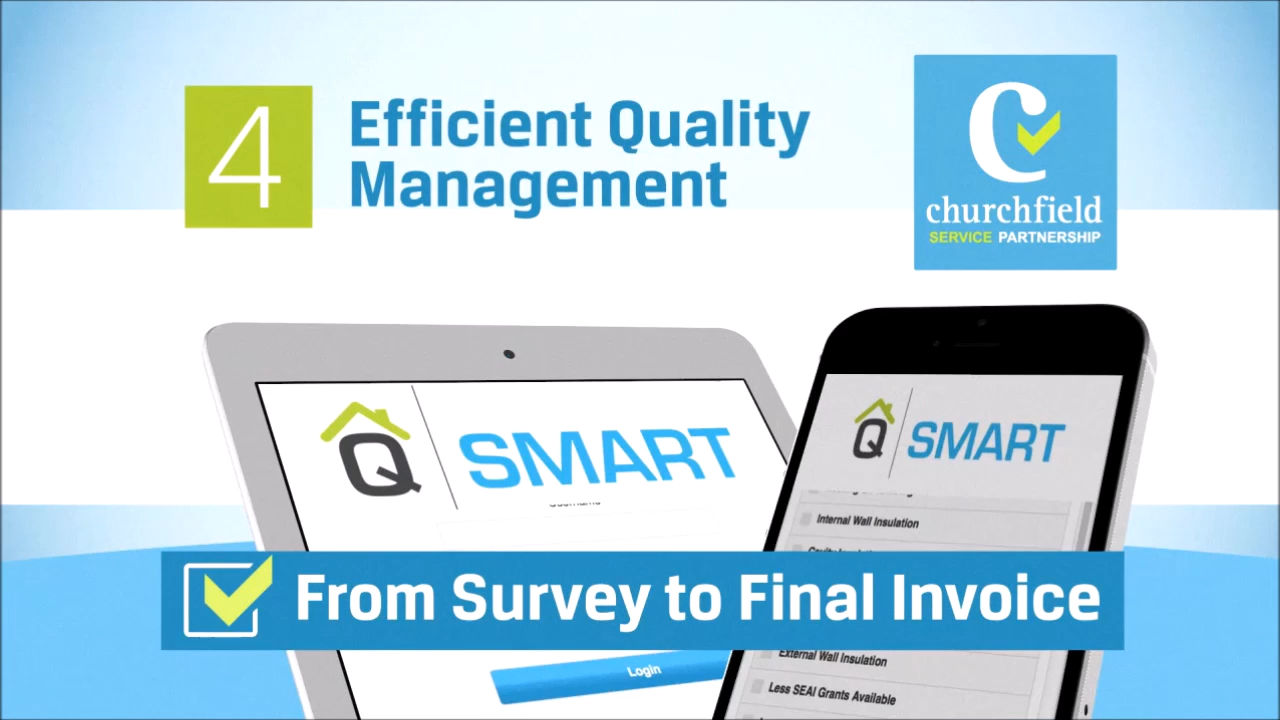 4
Efficient Quality
Management
C
churchfield
SERVICE PARTNERSHIP
Q SMART
Q SMART
Internal Wall Insulation
From Survey to Final Invoice
External Wall Insulation
Login
Less SEAI Grants Available